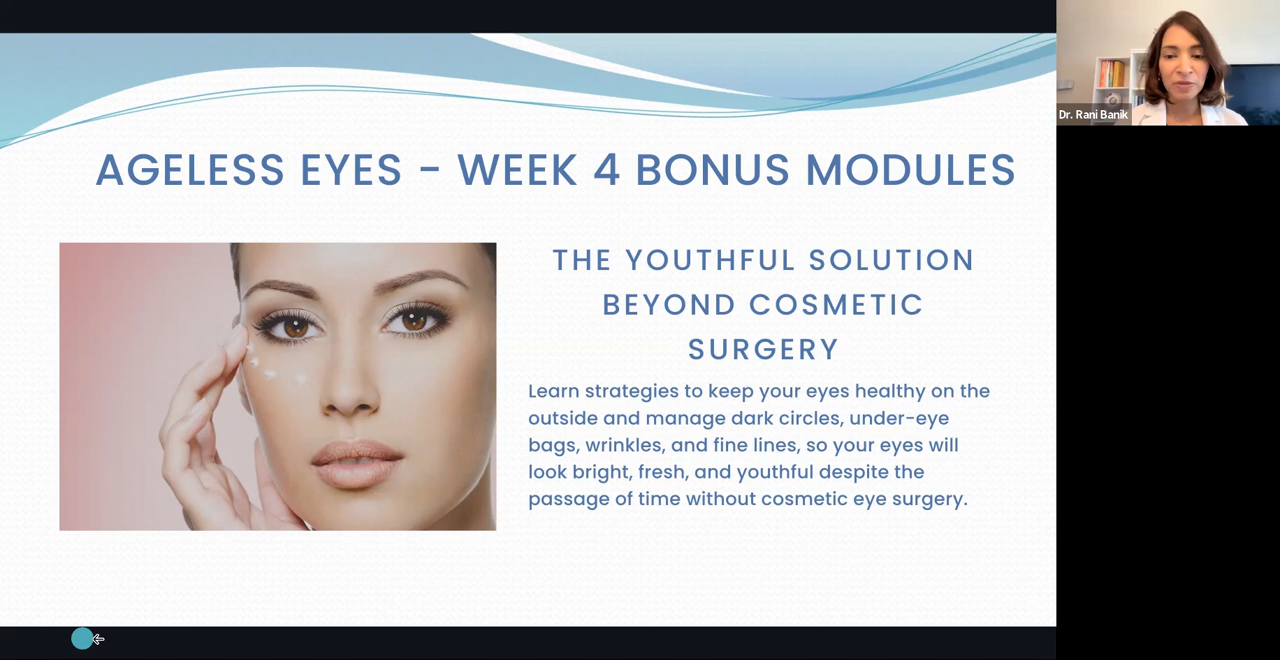 AGELESS EYES - WEEK 4 BONUS MODULES
THE YOUTHFUL SOLUTION
BEYOND COSMETIC
SURGERY
Learn strategies to keep your eyes healthy on the
outside and manage dark circles, under-eye
bags, wrinkles, and fine lines, so your eyes will
look bright, fresh, and youthful despite the
passage of time without cosmetic eye surgery.
Dr. Rani Banik